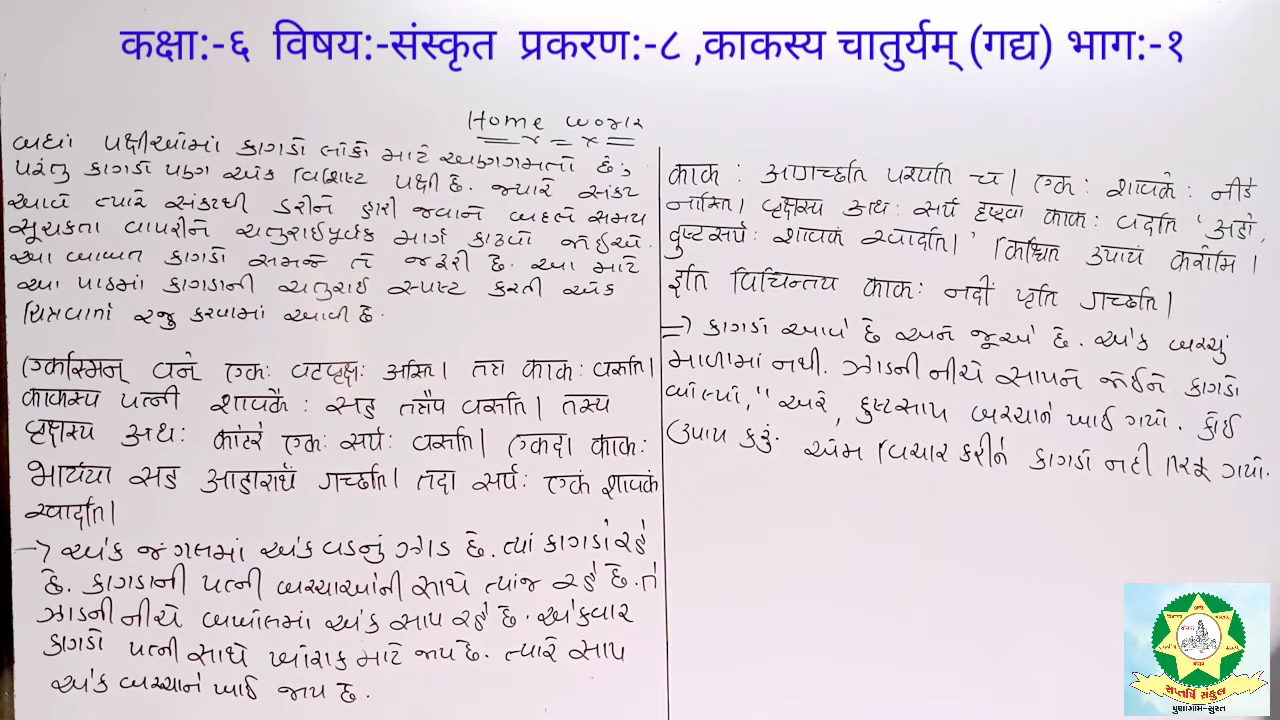 कक्षा:-६ विषय:-संस्कृत प्रकरण:-८ ,काकस्य चातुर्यम् (गद्य) भाग:-१
Home વર્ક
બધાં પક્ષીઓમાં કાગડો લોકો માટે અણગમતો છે;
પરંતુ કાગડો પણ એક વિશિષ્ટ પક્ષી છે. જ્યારે સંકટ
આવે ત્યારે સંકટથી ડરીને હારી જવાને બદલે સમય
સૂચકતા વાપરીને ચતુરાઈપૂર્વક માર્ગ કાઢવો જોઈએ.
આ બાબત કાગડો સમજે તે જરૂરી છે. આ માટે
આ પાઠમાં કાગડાની ચતુરાઈ સ્પષ્ટ કરતી એક
ચિત્રવાર્તા રજુ કરવામાં આવી છે.
एकस्मिन् वने एकः वटवृक्षः अस्ति। तत्र काकः वसति।
काकस्य पत्नी शावकैः सह तत्रैव वसति। तस्य
वृक्षस्य अधः कोटरे एकः सर्पः वसति। एकदा काकः
भार्यया सह आहारार्थं गच्छति। तदा सर्पः एकं शावकं
खादति।
→ એક જંગલમાં એક વડનું ઝાડ છે. ત્યાં કાગડો રહે
છે. કાગડાની પત્ની બચ્ચાઓની સાથે ત્યાંજ રહે છે. તે
ઝાડની નીચે બખોલમાં એક સાપ રહે છે. એકવાર
કાગડો પત્ની સાથે ખોરાક માટે જાય છે. ત્યારે સાપ
એક બચ્ચાને ખાઈ જાય છે.
काकः आगच्छति पश्यति च। एकः शावकः नीडे
नास्ति। वृक्षस्य अधः सर्पं दृष्ट्वा काकः वदति 'अहो,
दुष्टसर्पः शावकं खादति।' किञ्चित् उपायं करोमि।
इति विचिन्त्य काकः नदीं प्रति गच्छति।
⇒ કાગડો આવે છે અને જૂએ છે. એક બચ્ચું
માળામાં નથી. ઝાડની નીચે સાપને જોઈને કાગડો
બોલ્યો, "અરે, દુષ્ટસાપ બચ્ચાને ખાઈ ગયો. કોઈ
ઉપાય કરું. એમ વિચાર કરીને કાગડો નદી તરફ ગયો.
સપ્તર્ષિ સંકુલ
પુણાગામ-સુરત